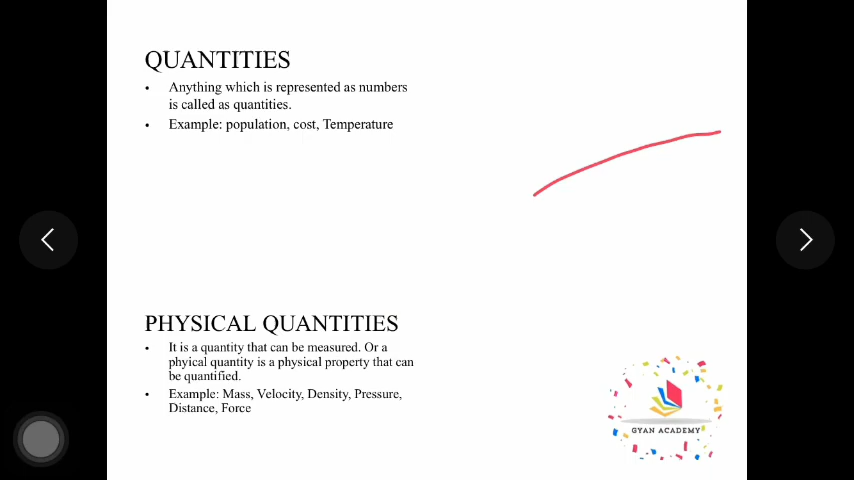 QUANTITIES
• Anything which is represented as numbers
is called as quantities.
• Example: population, cost, Temperature
PHYSICAL QUANTITIES
• It is a quantity that can be measured. Or a
phyical quantity is a physical property that can
be quantified.
• Example: Mass, Velocity, Density, Pressure,
Distance, Force
GYAN ACADEMY